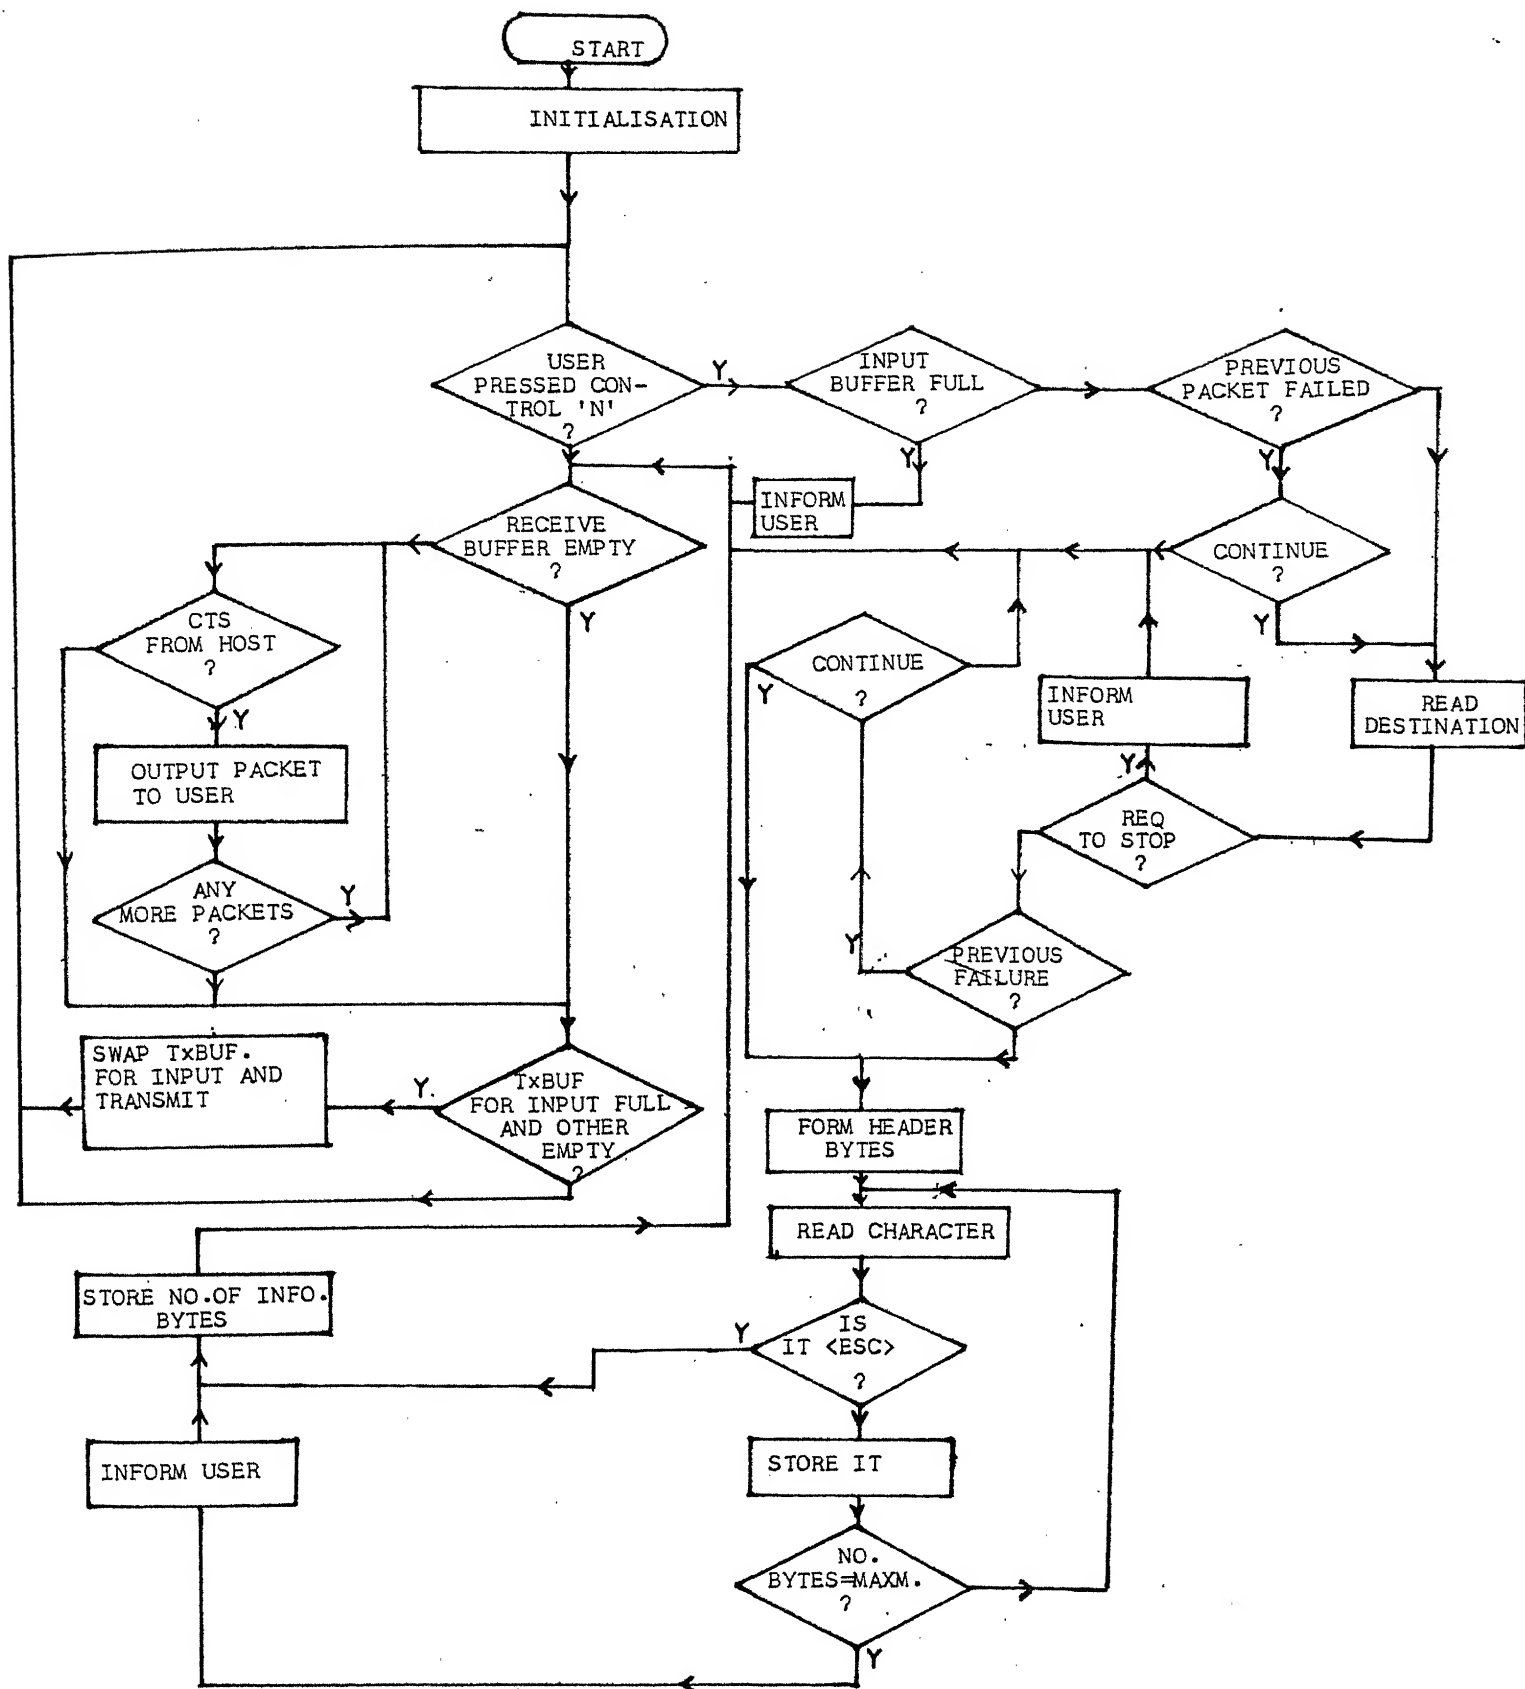 START
INITIALISATION
USER
PRESSED CON-
TROL 'N'
?
Y
INPUT
BUFFER FULL
?
Y
PREVIOUS
PACKET FAILED
?
Y
INFORM
USER
RECEIVE
BUFFER EMPTY
?
Y
CONTINUE
?
Y
CTS
FROM HOST
?
Y
CONTINUE
?
Y
INFORM
USER
READ
DESTINATION
OUTPUT PACKET
TO USER
Y
REQ
TO STOP
?
ANY
MORE PACKETS
?
Y
Y
PREVIOUS
FAILURE
?
SWAP TxBUF.
FOR INPUT AND
TRANSMIT
Y.
TxBUF
FOR INPUT FULL
AND OTHER
EMPTY
?
FORM HEADER
BYTES
READ CHARACTER
STORE NO.OF INFO.
BYTES
Y
IS
IT <ESC>
?
INFORM USER
STORE IT
NO.
BYTES=MAXM.
?
Y